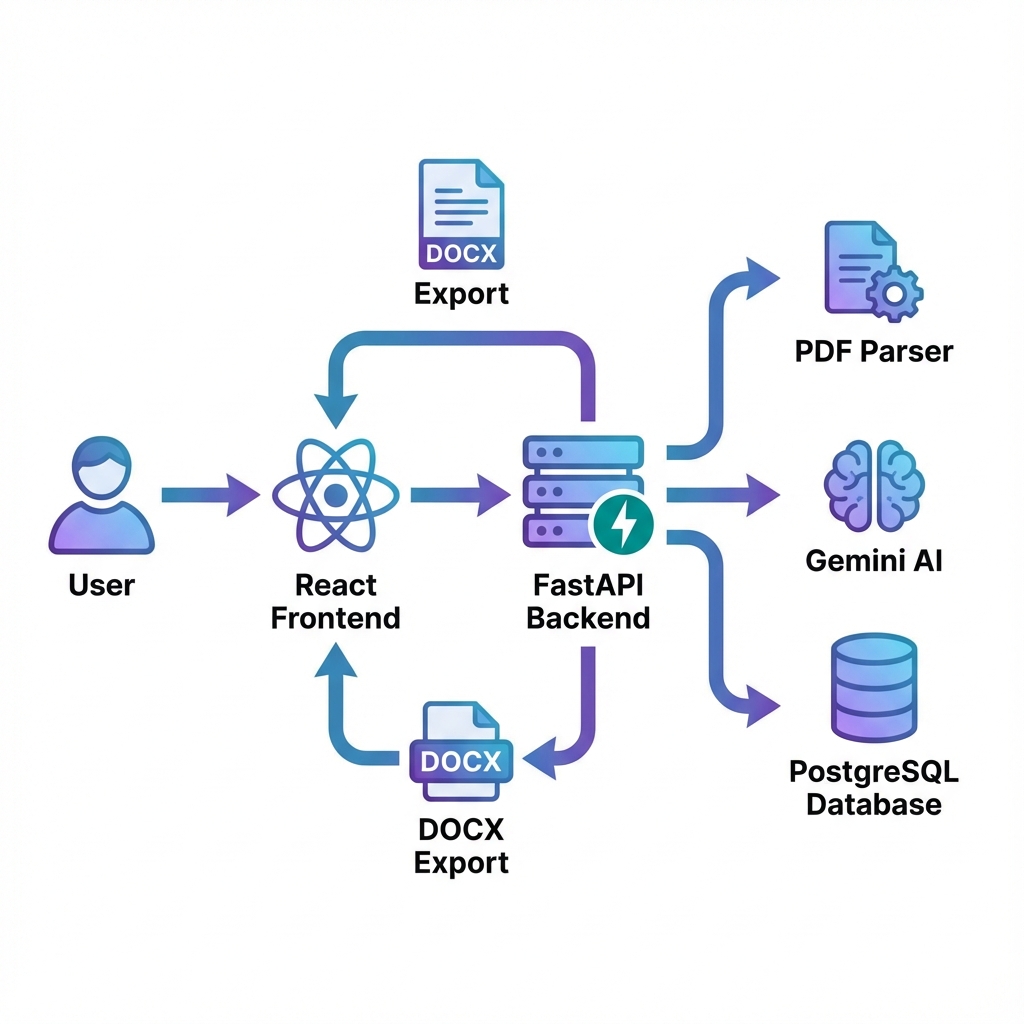 DOCX
Export
PDF Parser
User
React
Frontend
FastAPI
Backend
Gemini AI
DOCX
DOCX
Export
PostgreSQL
Database